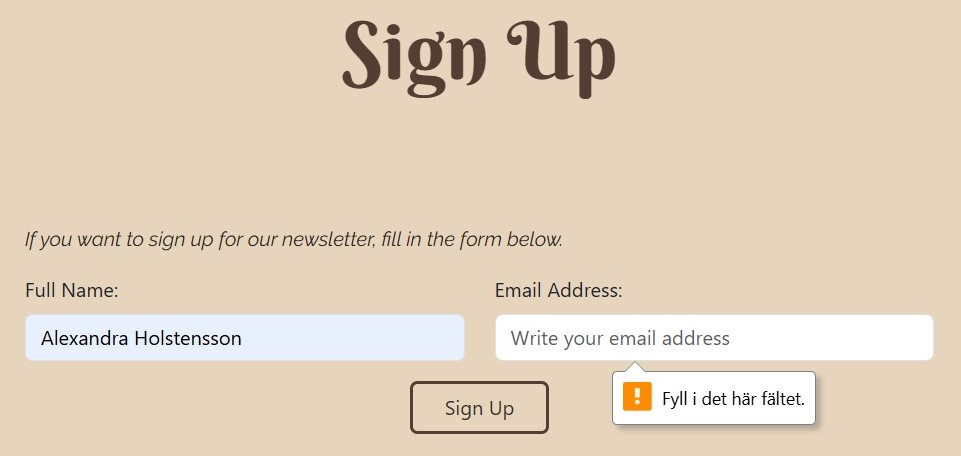 Sign Up
If you want to sign up for our newsletter, fill in the form below.
Full Name:
Email Address:
Alexandra Holstensson
Write your email address
Sign Up
Fyll i det här fältet.